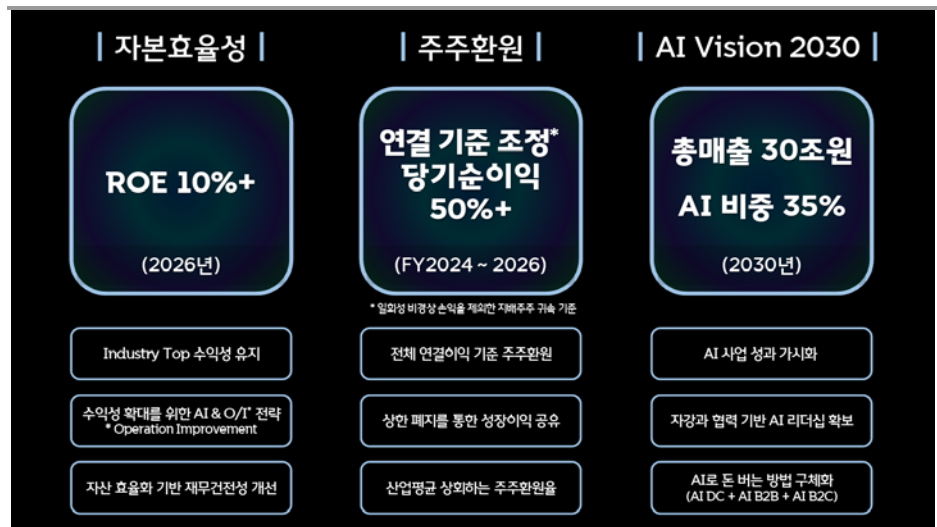 자본효율성
ROE 10%+
(2026년)
Industry Top 수익성 유지
수익성 확대를 위한 AI & O/I* 전략
* Operation Improvement
자산 효율화 기반 재무건전성 개선
주주환원
연결 기준 조정*
당기순이익
50%+
(FY2024 ~ 2026)
* 일회성 비경상 손익을 제외한 지배주주 귀속 기준
전체 연결이익 기준 주주환원
상한 폐지를 통한 성장이익 공유
산업평균 상회하는 주주환원율
AI Vision 2030
총매출 30조원
AI 비중 35%
(2030년)
AI 사업 성과 가시화
자강과 협력 기반 AI 리더십 확보
AI로 돈 버는 방법 구체화
(AI DC + AI B2B + AI B2C)